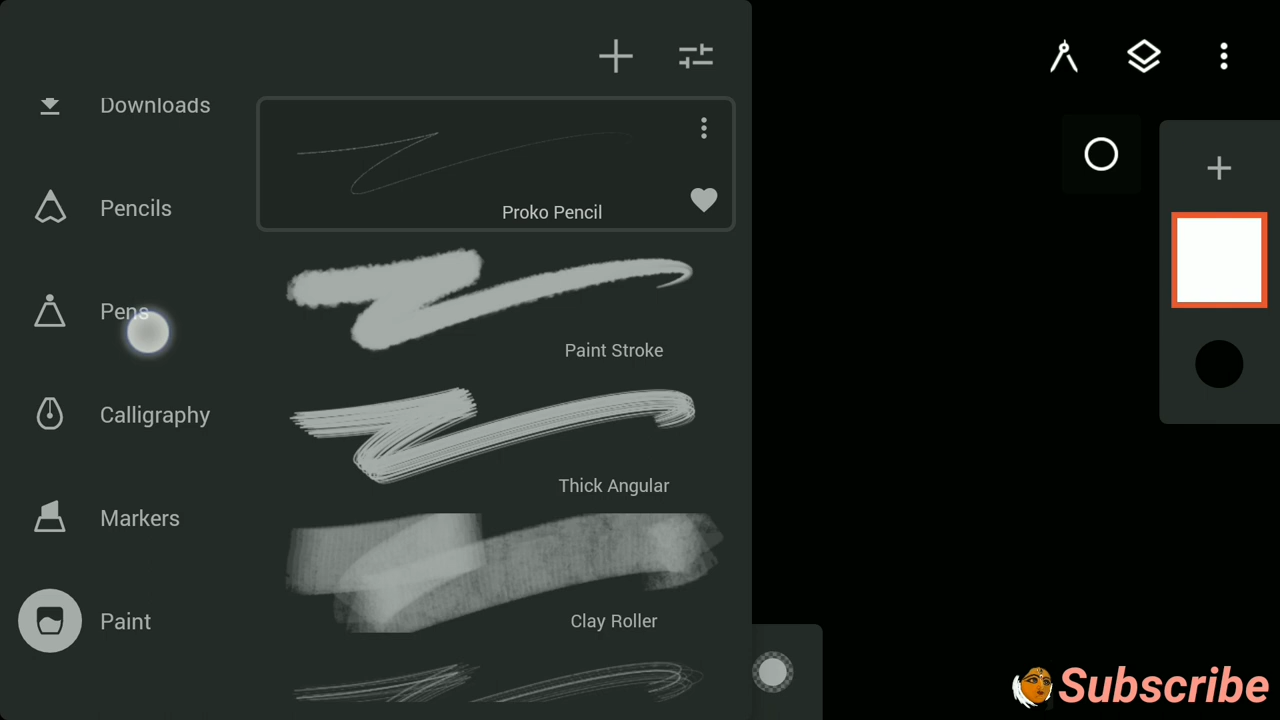 Downloads
Pencils
Pens
Calligraphy
Markers
Paint
Proko Pencil
Paint Stroke
Thick Angular
Clay Roller
Subscribe